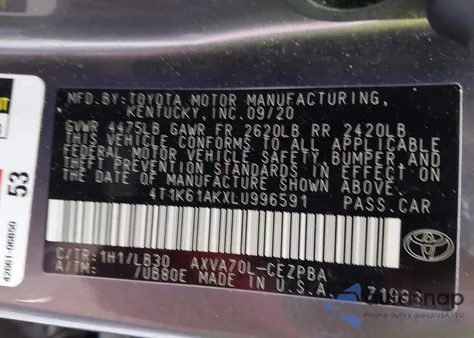 MFD.BY: TOYOTA MOTOR MANUFACTURING,
KENTUCKY, INC. 09/20
GVWR 4475LB GAWR FR 2620LB RR 2420LB
THIS VEHICLE CONFORMS TO ALL APPLICABLE
FEDERAL MOTOR VEHICLE SAFETY, BUMPER, AND
THEFT PREVENTION STANDARDS IN EFFECT ON
THE DATE OF MANUFACTURE SHOWN ABOVE.
4T1K61AKXLU996591 PASS.CAR
C/TR: 1H1/LB30 AXVA70L-CEZPBA
A/TM: /UB80E MADE IN U.S.A.
53